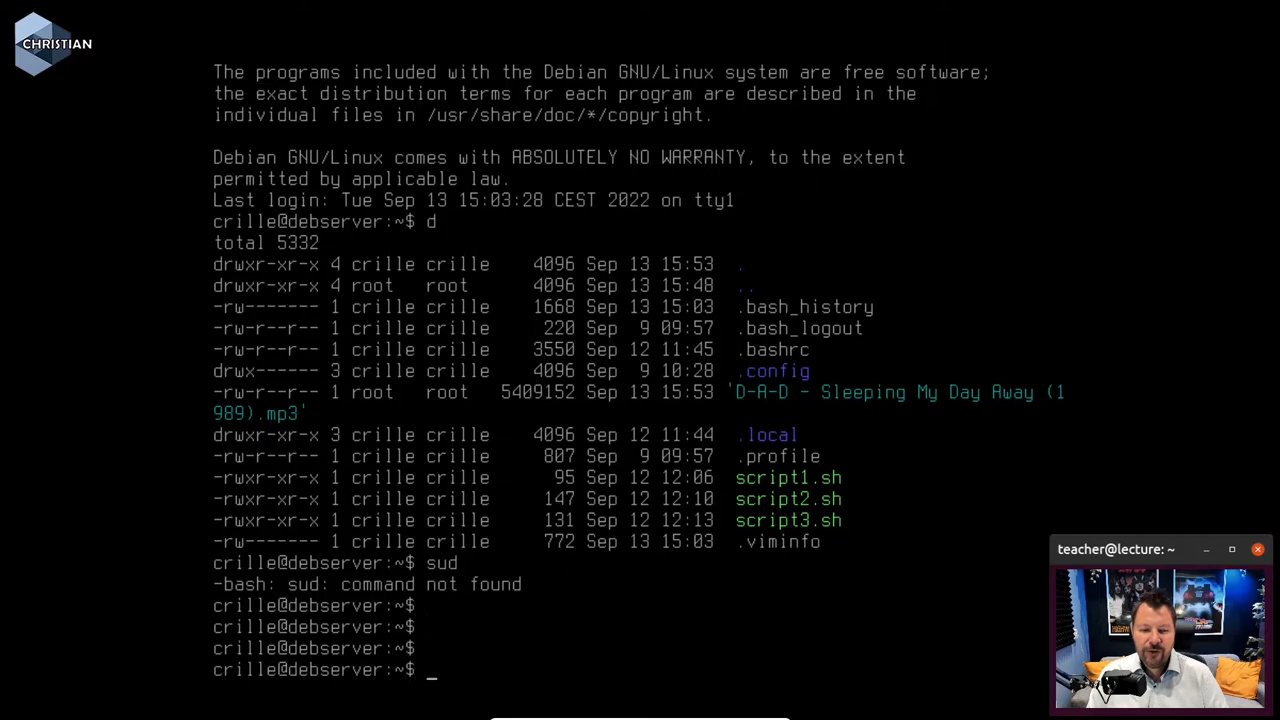 CHRISTIAN
The programs included with the Debian GNU/Linux system are free software;
the exact distribution terms for each program are described in the
individual files in /usr/share/doc/*/copyright.
Debian GNU/Linux comes with ABSOLUTELY NO WARRANTY, to the extent
permitted by applicable law.
Last login: Tue Sep 13 15:03:28 CEST 2022 on tty1
crille@debserver:~$ d
total 5332
drwxr-xr-x 4 crille crille    4096 Sep 13 15:53  .
drwxr-xr-x 4 root   root      4096 Sep 13 15:48  ..
-rw------- 1 crille crille    1668 Sep 13 15:03  .bash_history
-rw-r--r-- 1 crille crille     220 Sep  9 09:57  .bash_logout
-rw-r--r-- 1 crille crille    3550 Sep 12 11:45  .bashrc
drwx------ 3 crille crille    4096 Sep  9 10:28  .config
-rw-r--r-- 1 root   root   5409152 Sep 13 15:53 'D-A-D - Sleeping My Day Away (1
989).mp3'
drwxr-xr-x 3 crille crille    4096 Sep 12 11:44  .local
-rw-r--r-- 1 crille crille     807 Sep  9 09:57  .profile
-rwxr-xr-x 1 crille crille      95 Sep 12 12:06  script1.sh
-rwxr-xr-x 1 crille crille     147 Sep 12 12:10  script2.sh
-rwxr-xr-x 1 crille crille     131 Sep 12 12:13  script3.sh
-rw------- 1 crille crille     772 Sep 13 15:03  .viminfo
crille@debserver:~$ sud
-bash: sud: command not found
crille@debserver:~$
crille@debserver:~$
crille@debserver:~$
crille@debserver:~$ _
teacher@lecture: ~